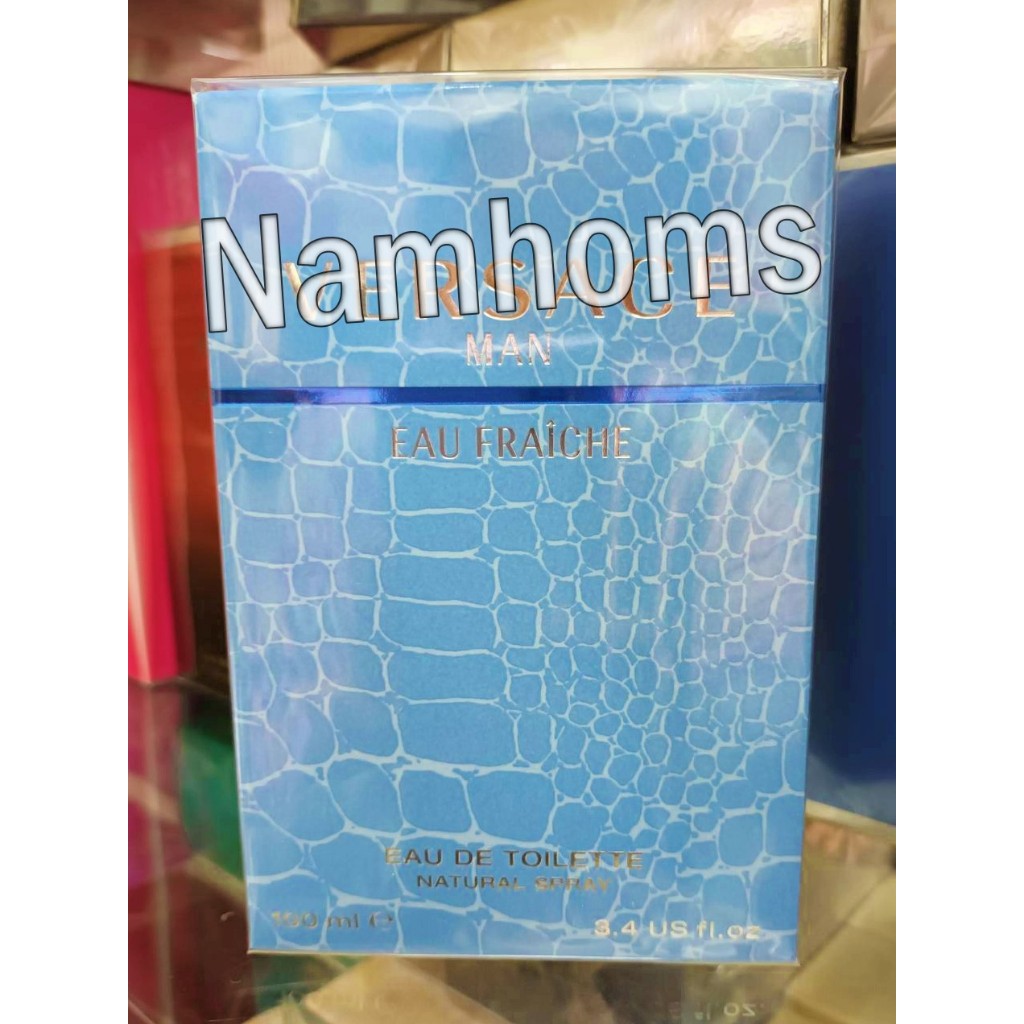 Namhoms
VERSACE
MAN
EAU FRAÎCHE
EAU DE TOILETTE
NATURAL SPRAY
100 ml ℮
3.4 US fl.oz